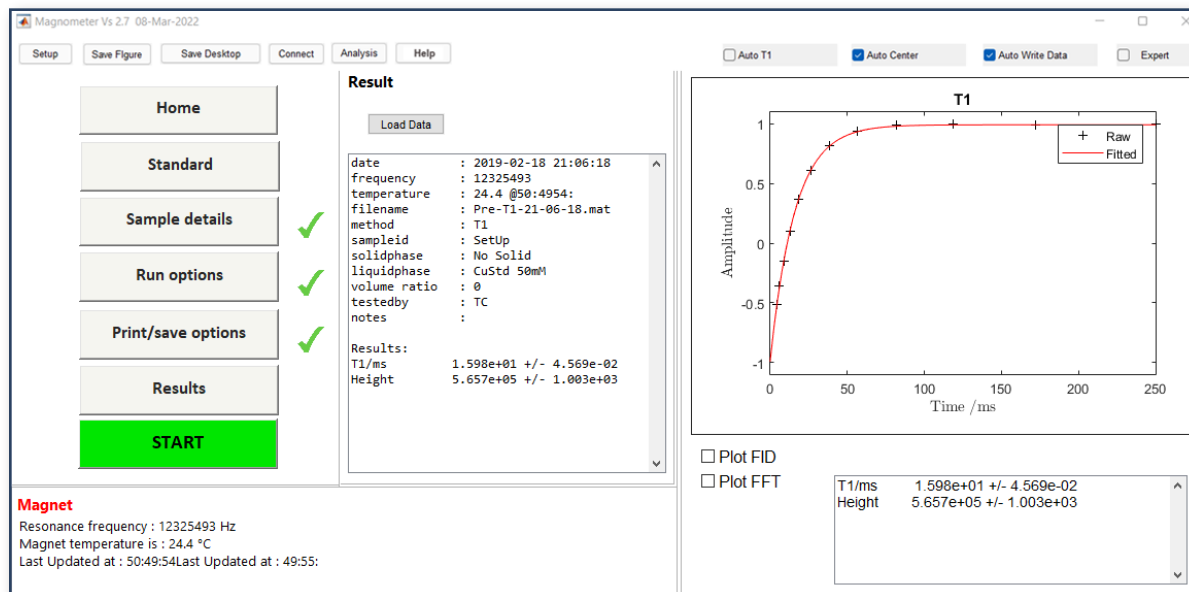 Magnometer Vs 2.7 08-Mar-2022
Setup Save FIgure Save Desktop Connect Analysis Help
Auto T1 Auto Center Auto Write Data Expert
Home
Standard
Sample details
Run options
Print/save options
Results
START
Result
Load Data
date : 2019-02-18 21:06:18
frequency : 12325493
temperature : 24.4 @50:4954:
filename : Pre-T1-21-06-18.mat
method : T1
sampleid : SetUp
solidphase : No Solid
liquidphase : CuStd 50mM
volume ratio : 0
testedby : TC
notes :
Results:
T1/ms 1.598e+01 +/- 4.569e-02
Height 5.657e+05 +/- 1.003e+03
T1
Raw
Fitted
Amplitude
1
0.5
0
-0.5
-1
0 50 100 150 200 250
Time /ms
Plot FID
Plot FFT
T1/ms 1.598e+01 +/- 4.569e-02
Height 5.657e+05 +/- 1.003e+03
Magnet
Resonance frequency : 12325493 Hz
Magnet temperature is : 24.4 °C
Last Updated at : 50:49:54Last Updated at : 49:55: